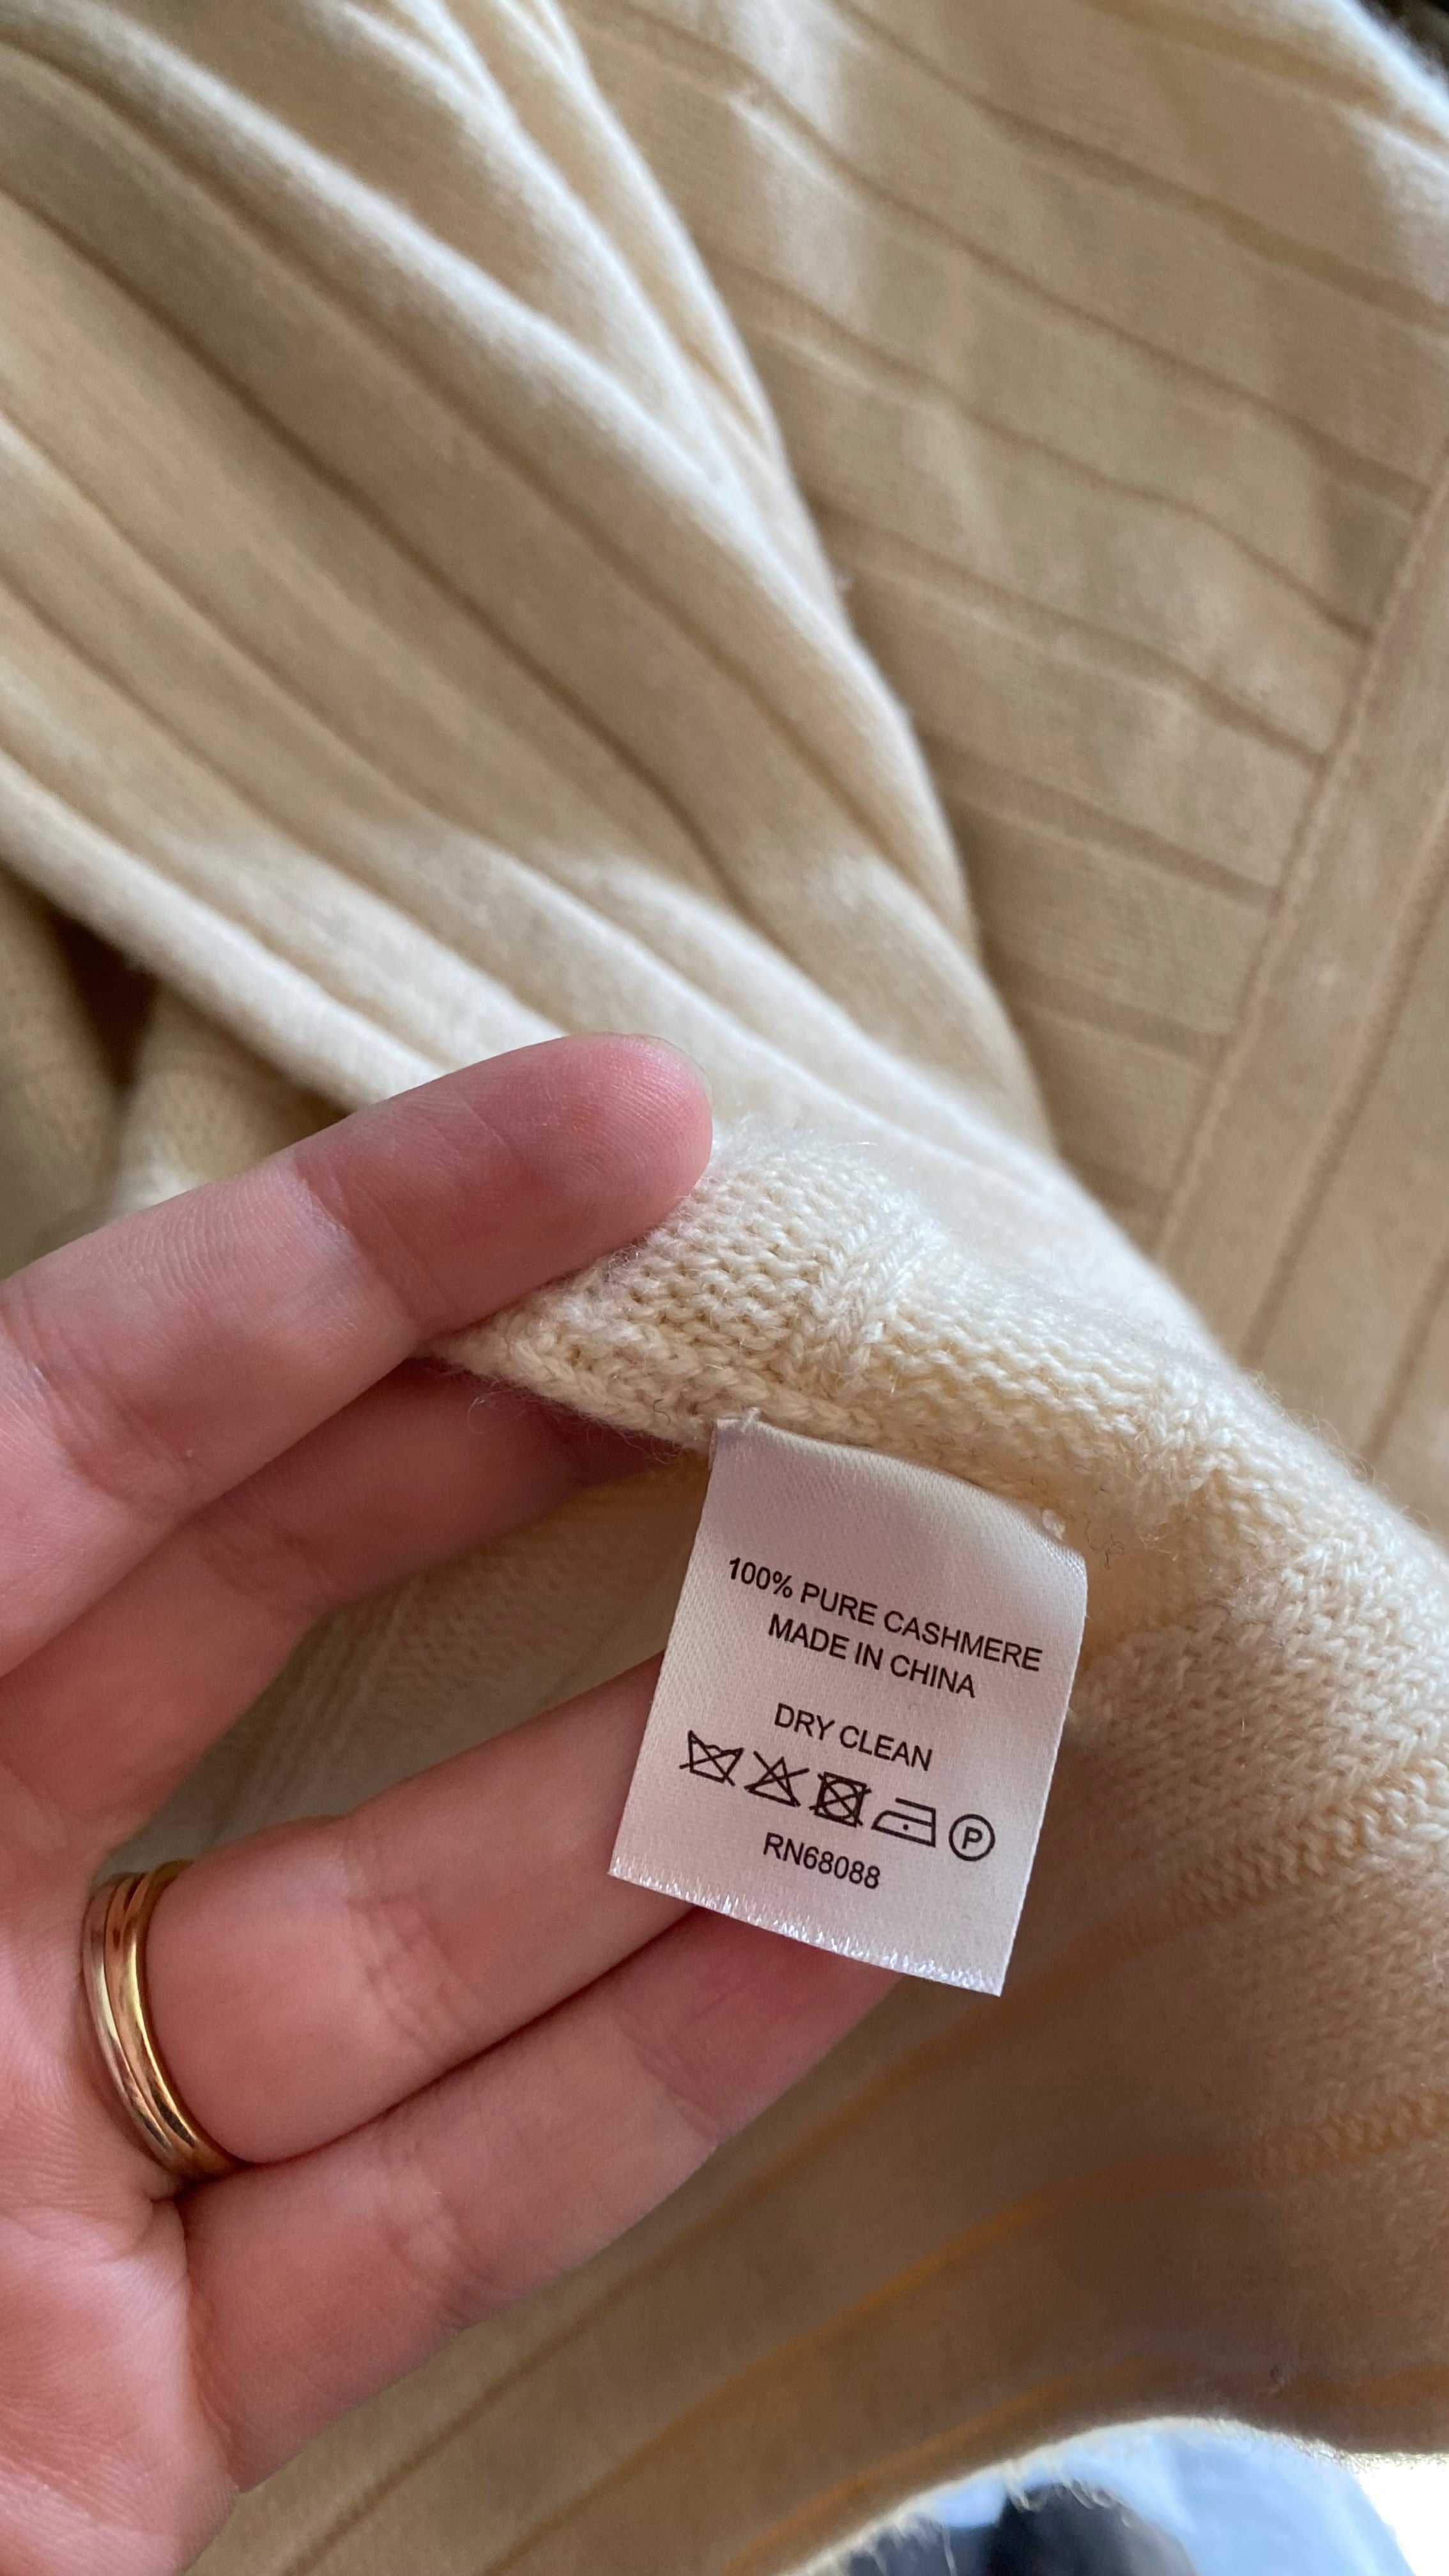 100% PURE CASHMERE
MADE IN CHINA
DRY CLEAN
P
RN68088